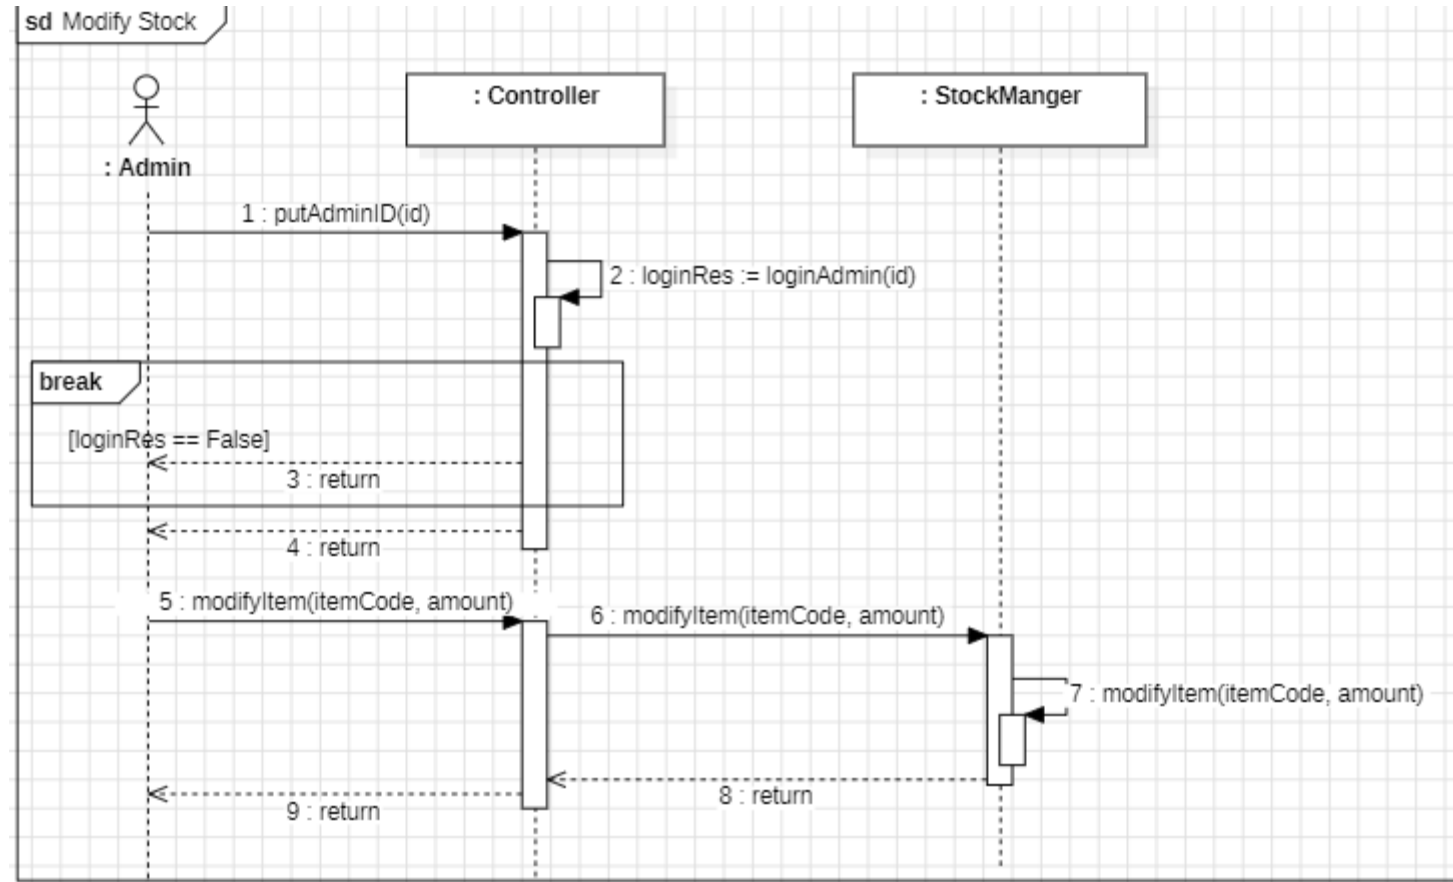 sd Modify Stock
: Admin
: Controller
: StockManger
1 : putAdminID(id)
2 : loginRes := loginAdmin(id)
break
[loginRes == False]
3 : return
4 : return
5 : modifyItem(itemCode, amount)
6 : modifyItem(itemCode, amount)
7 : modifyItem(itemCode, amount)
8 : return
9 : return